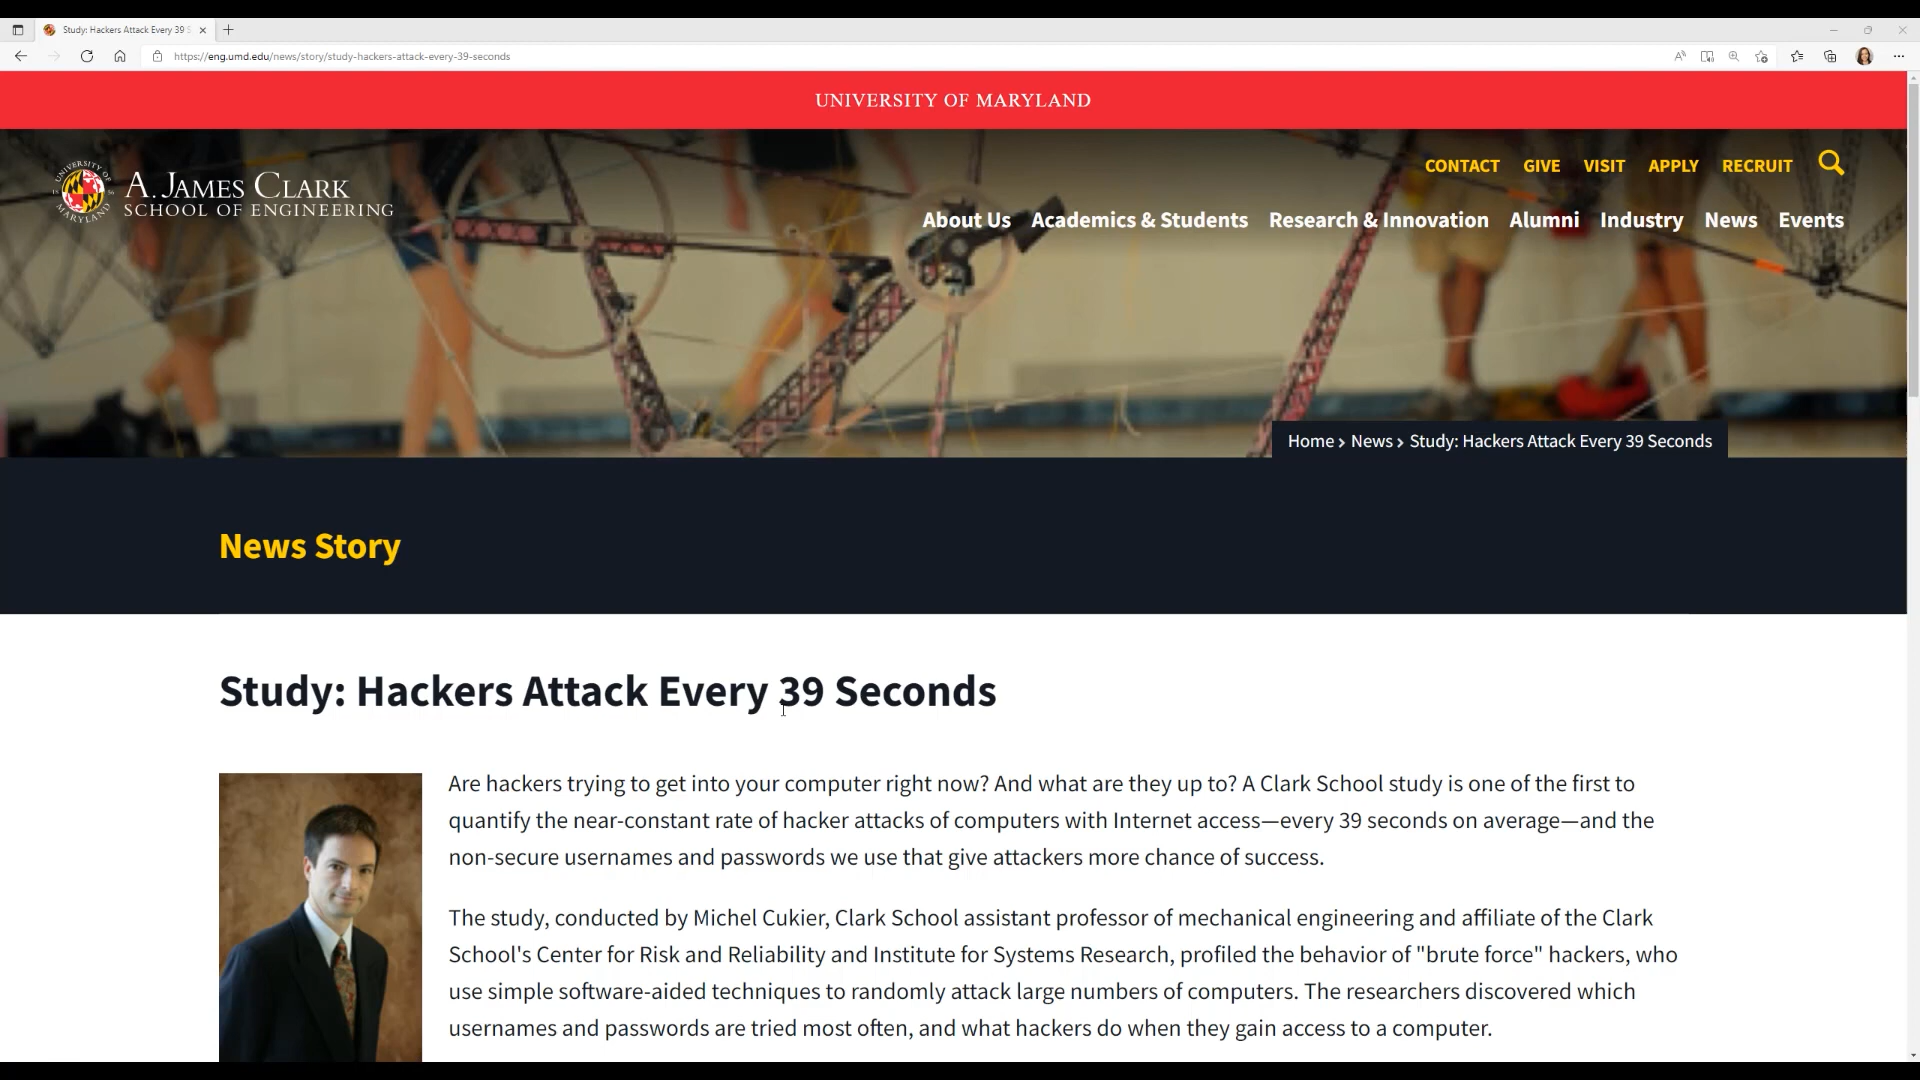 Study: Hackers Attack Every 39 S
https://eng.umd.edu/news/story/study-hackers-attack-every-39-seconds
UNIVERSITY OF MARYLAND
CONTACT GIVE VISIT APPLY RECRUIT
UNIVERSITY OF
MARYLAND
A. JAMES CLARK
SCHOOL OF ENGINEERING
About Us Academics & Students Research & Innovation Alumni Industry News Events
Home › News › Study: Hackers Attack Every 39 Seconds
News Story
Study: Hackers Attack Every 39 Seconds
Are hackers trying to get into your computer right now? And what are they up to? A Clark School study is one of the first to
quantify the near-constant rate of hacker attacks of computers with Internet access—every 39 seconds on average—and the
non-secure usernames and passwords we use that give attackers more chance of success.
The study, conducted by Michel Cukier, Clark School assistant professor of mechanical engineering and affiliate of the Clark
School's Center for Risk and Reliability and Institute for Systems Research, profiled the behavior of "brute force" hackers, who
use simple software-aided techniques to randomly attack large numbers of computers. The researchers discovered which
usernames and passwords are tried most often, and what hackers do when they gain access to a computer.